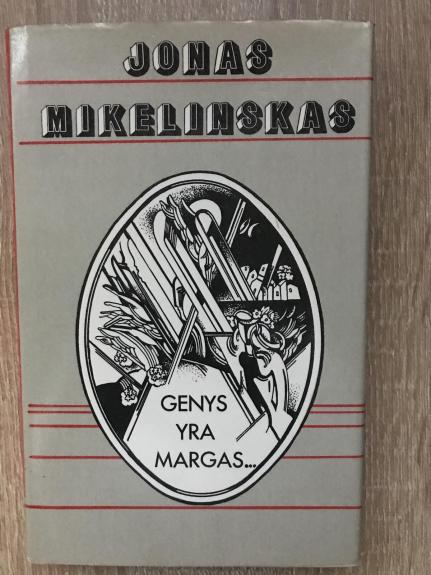 JONAS
MIKELINSKAS
GENYS
YRA
MARGAS...